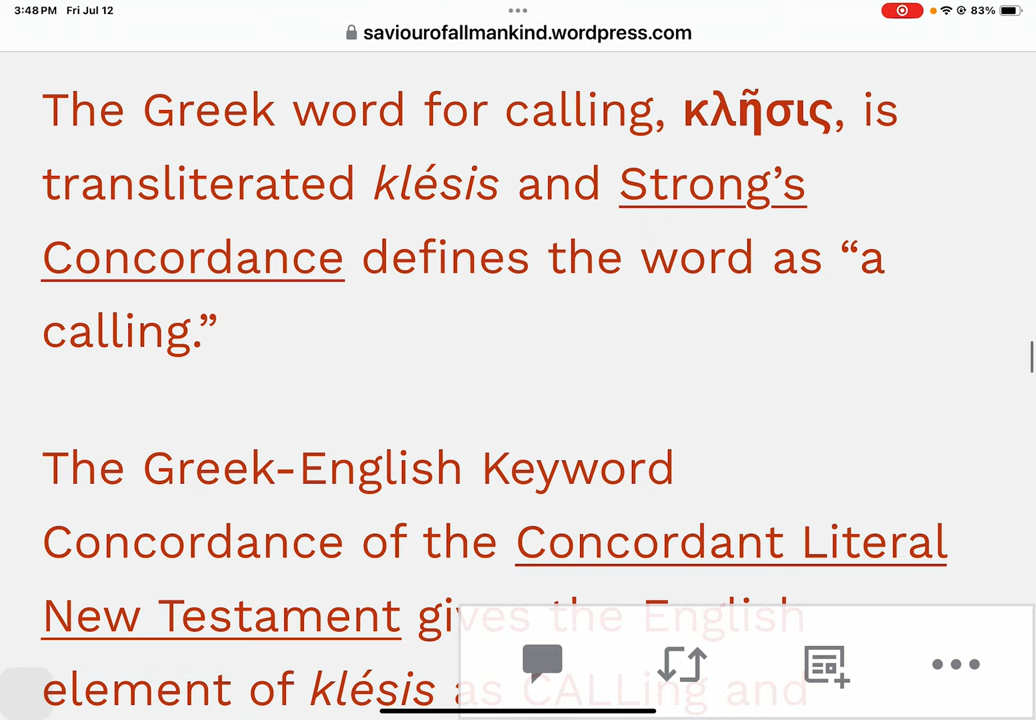 3:48 PM Fri Jul 12
83%
saviourofallmankind.wordpress.com
The Greek word for calling, κλῆσις, is
transliterated klésis and Strong’s
Concordance defines the word as “a
calling.”
The Greek-English Keyword
Concordance of the Concordant Literal
New Testament gives the English
element of klésis as CALLing and